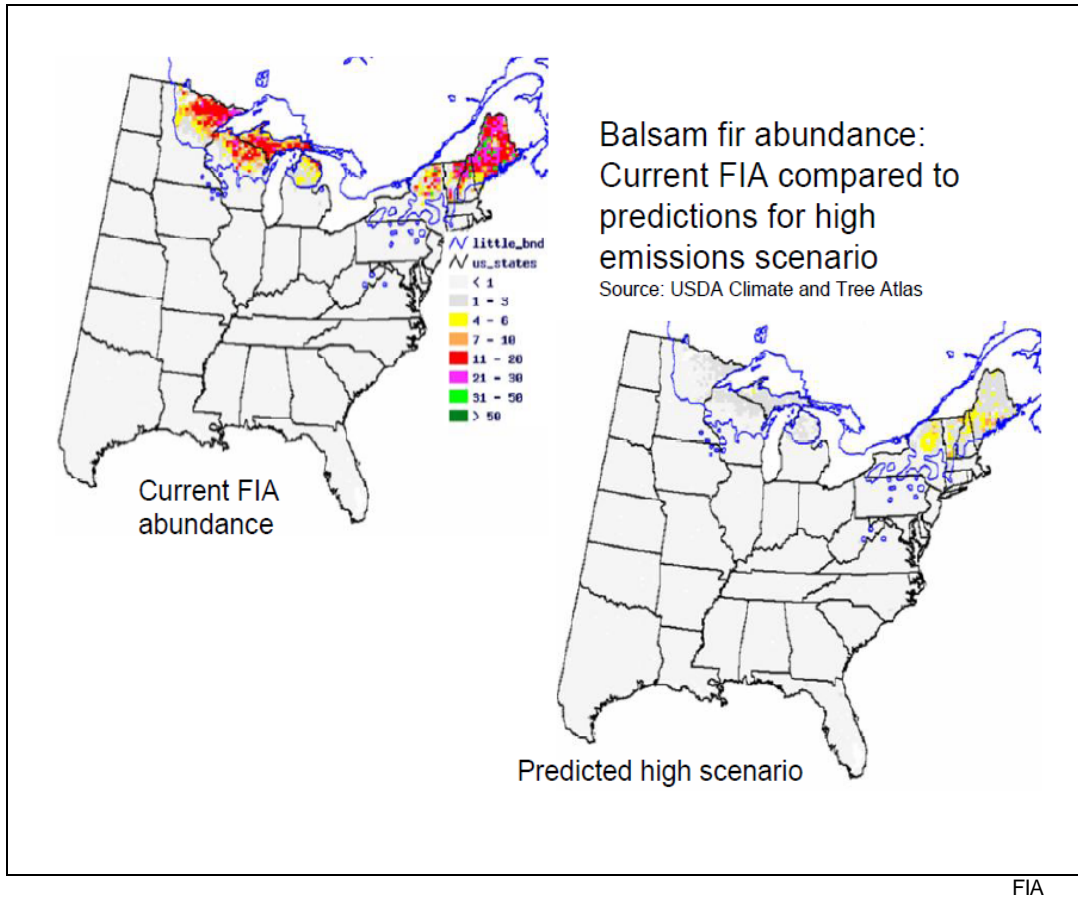 Balsam fir abundance:
Current FIA compared to
predictions for high
emissions scenario
Source: USDA Climate and Tree Atlas
little_bnd
us_states
< 1
1 - 3
4 - 6
7 - 10
11 - 20
21 - 30
31 - 50
> 50
Current FIA
abundance
Predicted high scenario
FIA